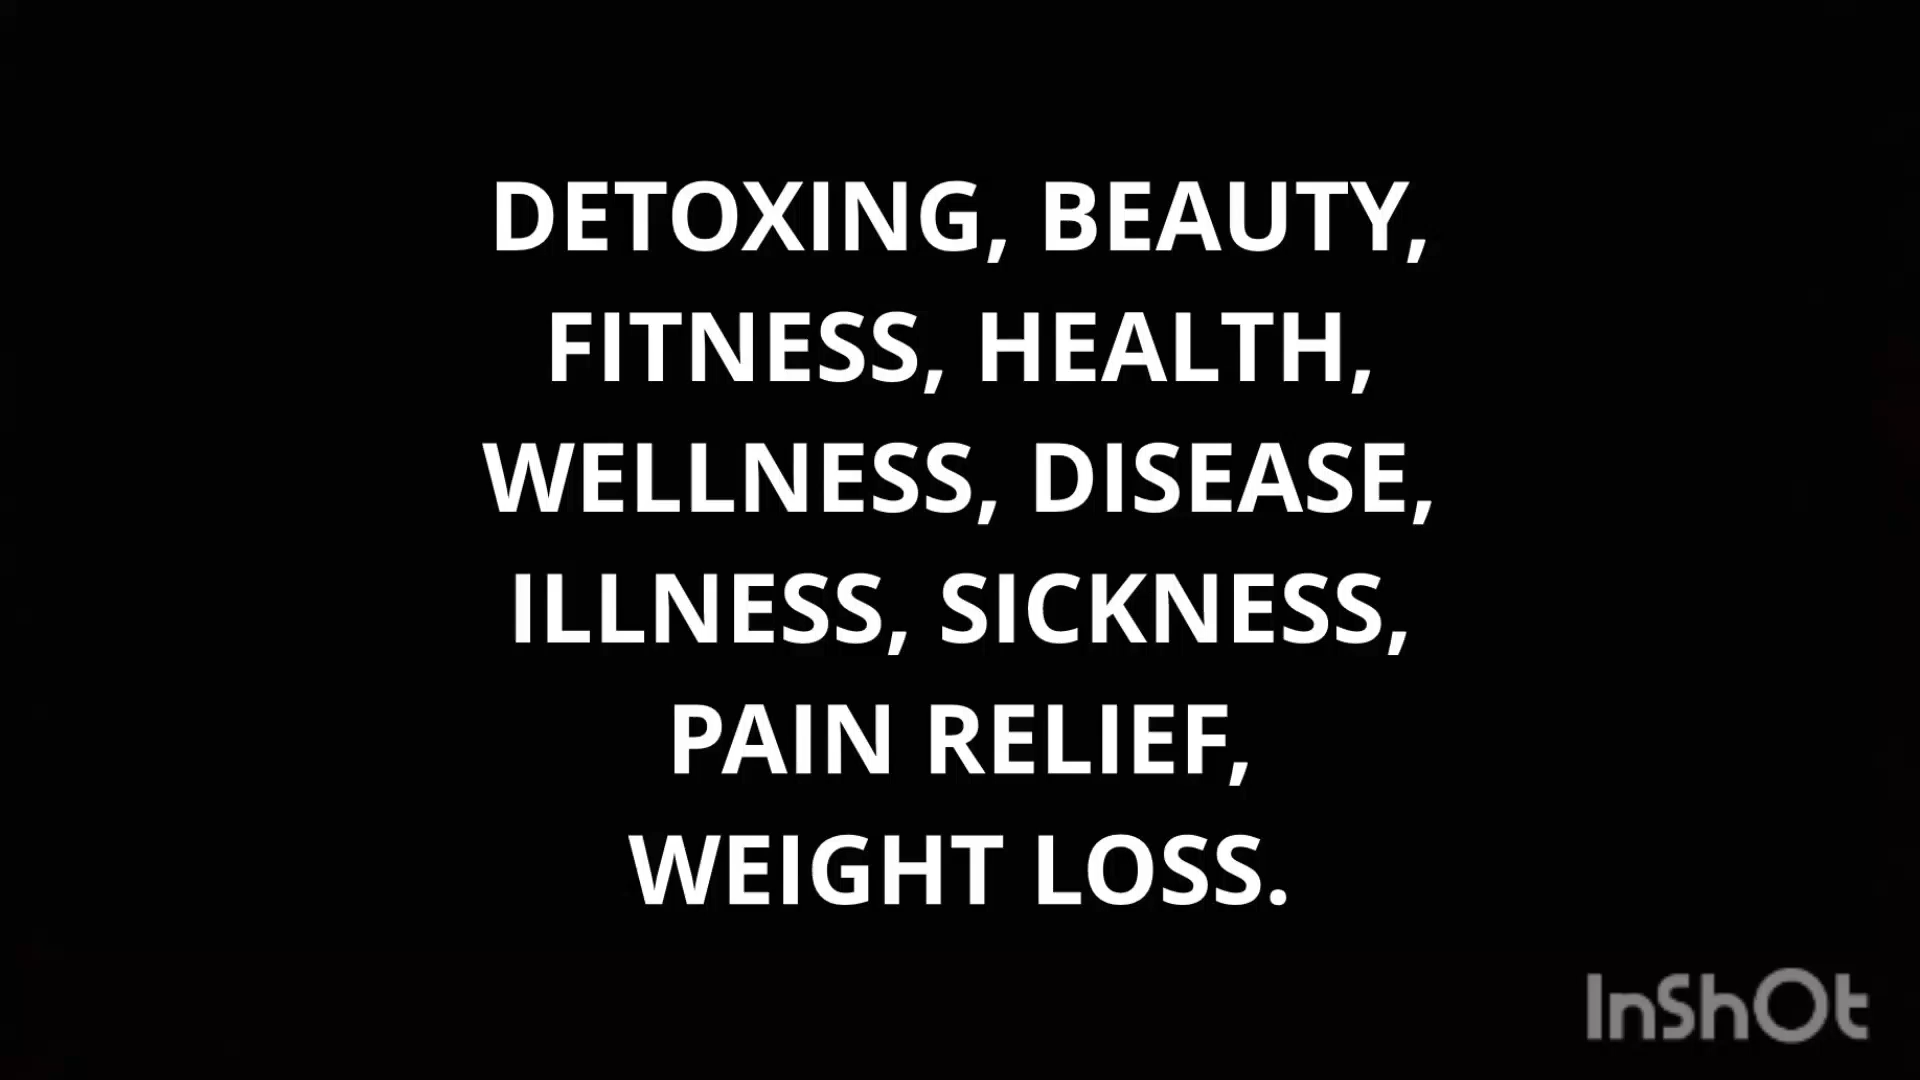 DETOXING, BEAUTY,
FITNESS, HEALTH,
WELLNESS, DISEASE,
ILLNESS, SICKNESS,
PAIN RELIEF,
WEIGHT LOSS.
InShOt